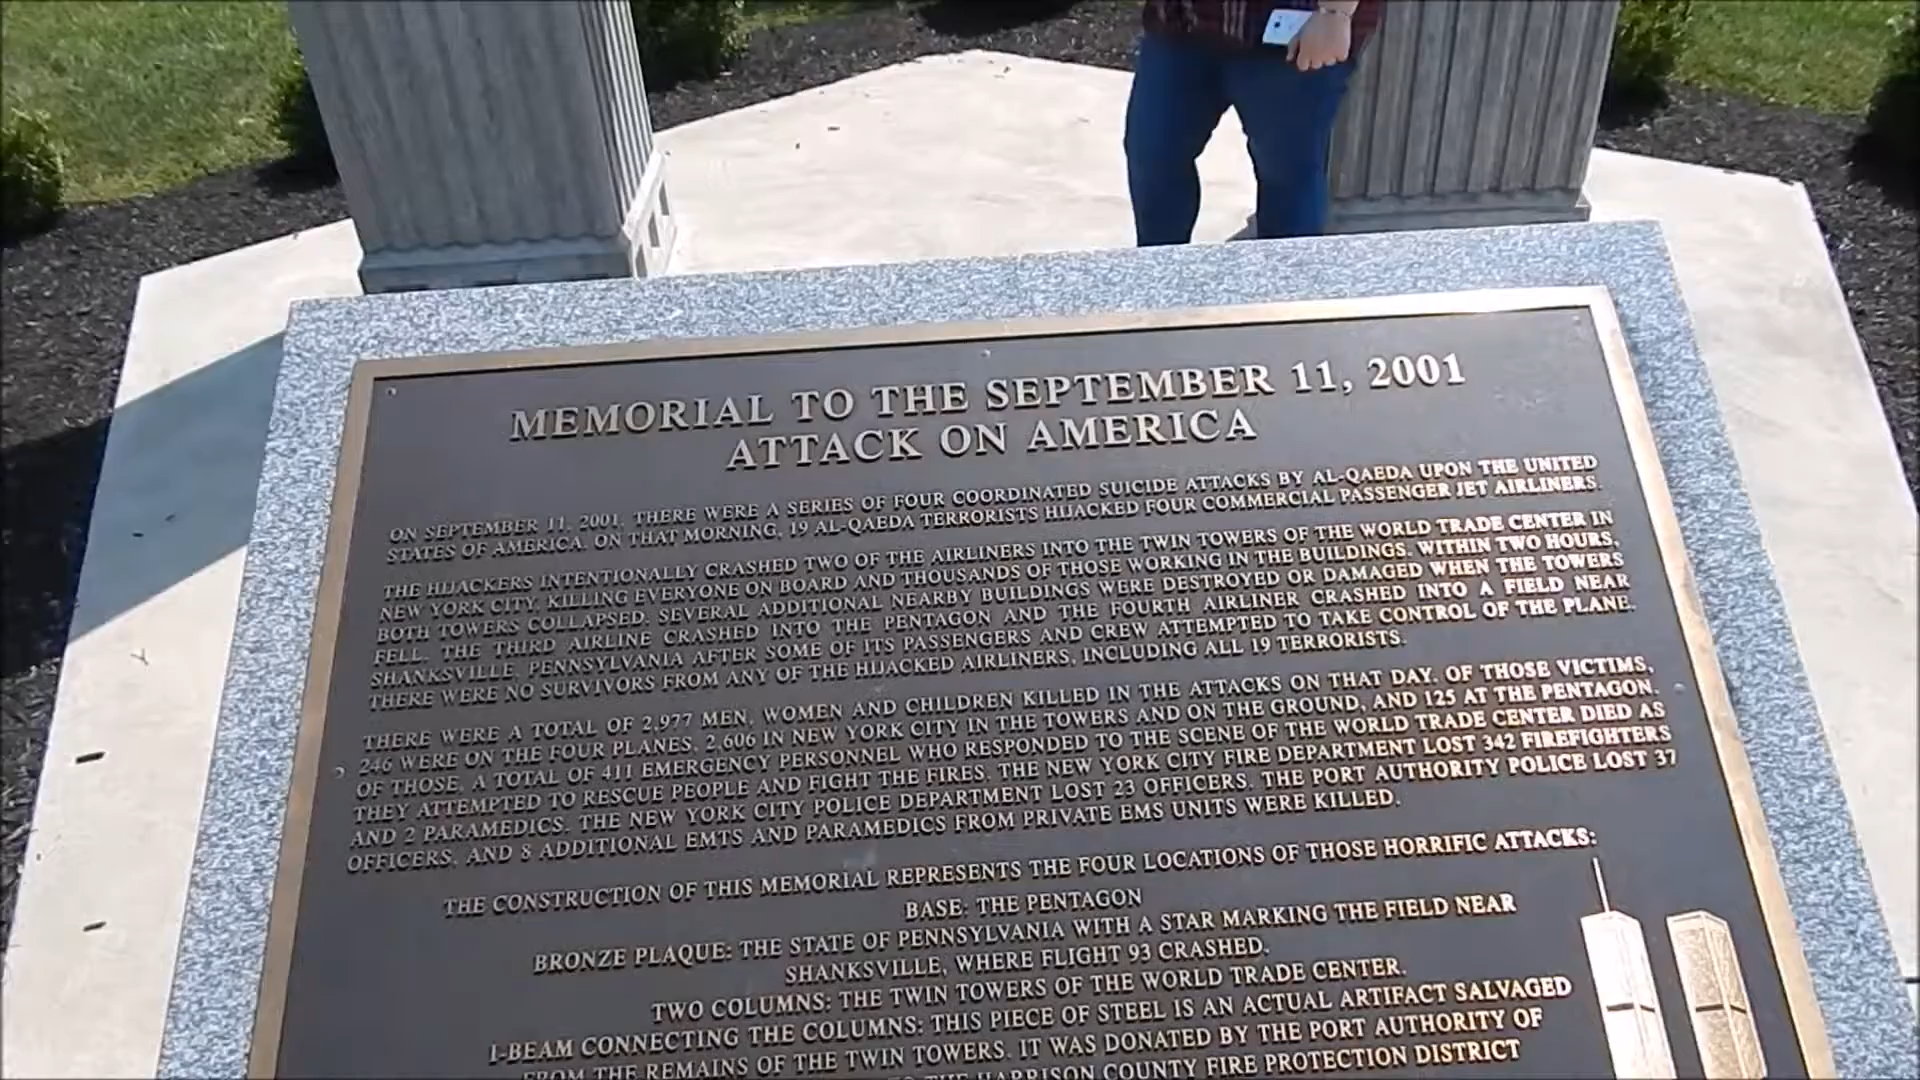 MEMORIAL TO THE SEPTEMBER 11, 2001
ATTACK ON AMERICA
ON SEPTEMBER 11, 2001, THERE WERE A SERIES OF FOUR COORDINATED SUICIDE ATTACKS BY AL-QAEDA UPON THE UNITED
STATES OF AMERICA. ON THAT MORNING, 19 AL-QAEDA TERRORISTS HIJACKED FOUR COMMERCIAL PASSENGER JET AIRLINERS.
THE HIJACKERS INTENTIONALLY CRASHED TWO OF THE AIRLINERS INTO THE TWIN TOWERS OF THE WORLD TRADE CENTER IN
NEW YORK CITY, KILLING EVERYONE ON BOARD AND THOUSANDS OF THOSE WORKING IN THE BUILDINGS. WITHIN TWO HOURS,
BOTH TOWERS COLLAPSED. SEVERAL ADDITIONAL NEARBY BUILDINGS WERE DESTROYED OR DAMAGED WHEN THE TOWERS
FELL. THE THIRD AIRLINE CRASHED INTO THE PENTAGON AND THE FOURTH AIRLINER CRASHED INTO A FIELD NEAR
SHANKSVILLE, PENNSYLVANIA AFTER SOME OF ITS PASSENGERS AND CREW ATTEMPTED TO TAKE CONTROL OF THE PLANE.
THERE WERE NO SURVIVORS FROM ANY OF THE HIJACKED AIRLINERS, INCLUDING ALL 19 TERRORISTS.
THERE WERE A TOTAL OF 2,977 MEN, WOMEN AND CHILDREN KILLED IN THE ATTACKS ON THAT DAY. OF THOSE VICTIMS,
246 WERE ON THE FOUR PLANES, 2,606 IN NEW YORK CITY IN THE TOWERS AND ON THE GROUND, AND 125 AT THE PENTAGON.
OF THOSE, A TOTAL OF 411 EMERGENCY PERSONNEL WHO RESPONDED TO THE SCENE OF THE WORLD TRADE CENTER DIED AS
THEY ATTEMPTED TO RESCUE PEOPLE AND FIGHT THE FIRES. THE NEW YORK CITY FIRE DEPARTMENT LOST 342 FIREFIGHTERS
AND 2 PARAMEDICS. THE NEW YORK CITY POLICE DEPARTMENT LOST 23 OFFICERS. THE PORT AUTHORITY POLICE LOST 37
OFFICERS. AND 8 ADDITIONAL EMTS AND PARAMEDICS FROM PRIVATE EMS UNITS WERE KILLED.
THE CONSTRUCTION OF THIS MEMORIAL REPRESENTS THE FOUR LOCATIONS OF THOSE HORRIFIC ATTACKS:
BASE: THE PENTAGON
BRONZE PLAQUE: THE STATE OF PENNSYLVANIA WITH A STAR MARKING THE FIELD NEAR
SHANKSVILLE, WHERE FLIGHT 93 CRASHED.
TWO COLUMNS: THE TWIN TOWERS OF THE WORLD TRADE CENTER.
I-BEAM CONNECTING THE COLUMNS: THIS PIECE OF STEEL IS AN ACTUAL ARTIFACT SALVAGED
FROM THE REMAINS OF THE TWIN TOWERS. IT WAS DONATED BY THE PORT AUTHORITY OF
THE HARRISON COUNTY FIRE PROTECTION DISTRICT